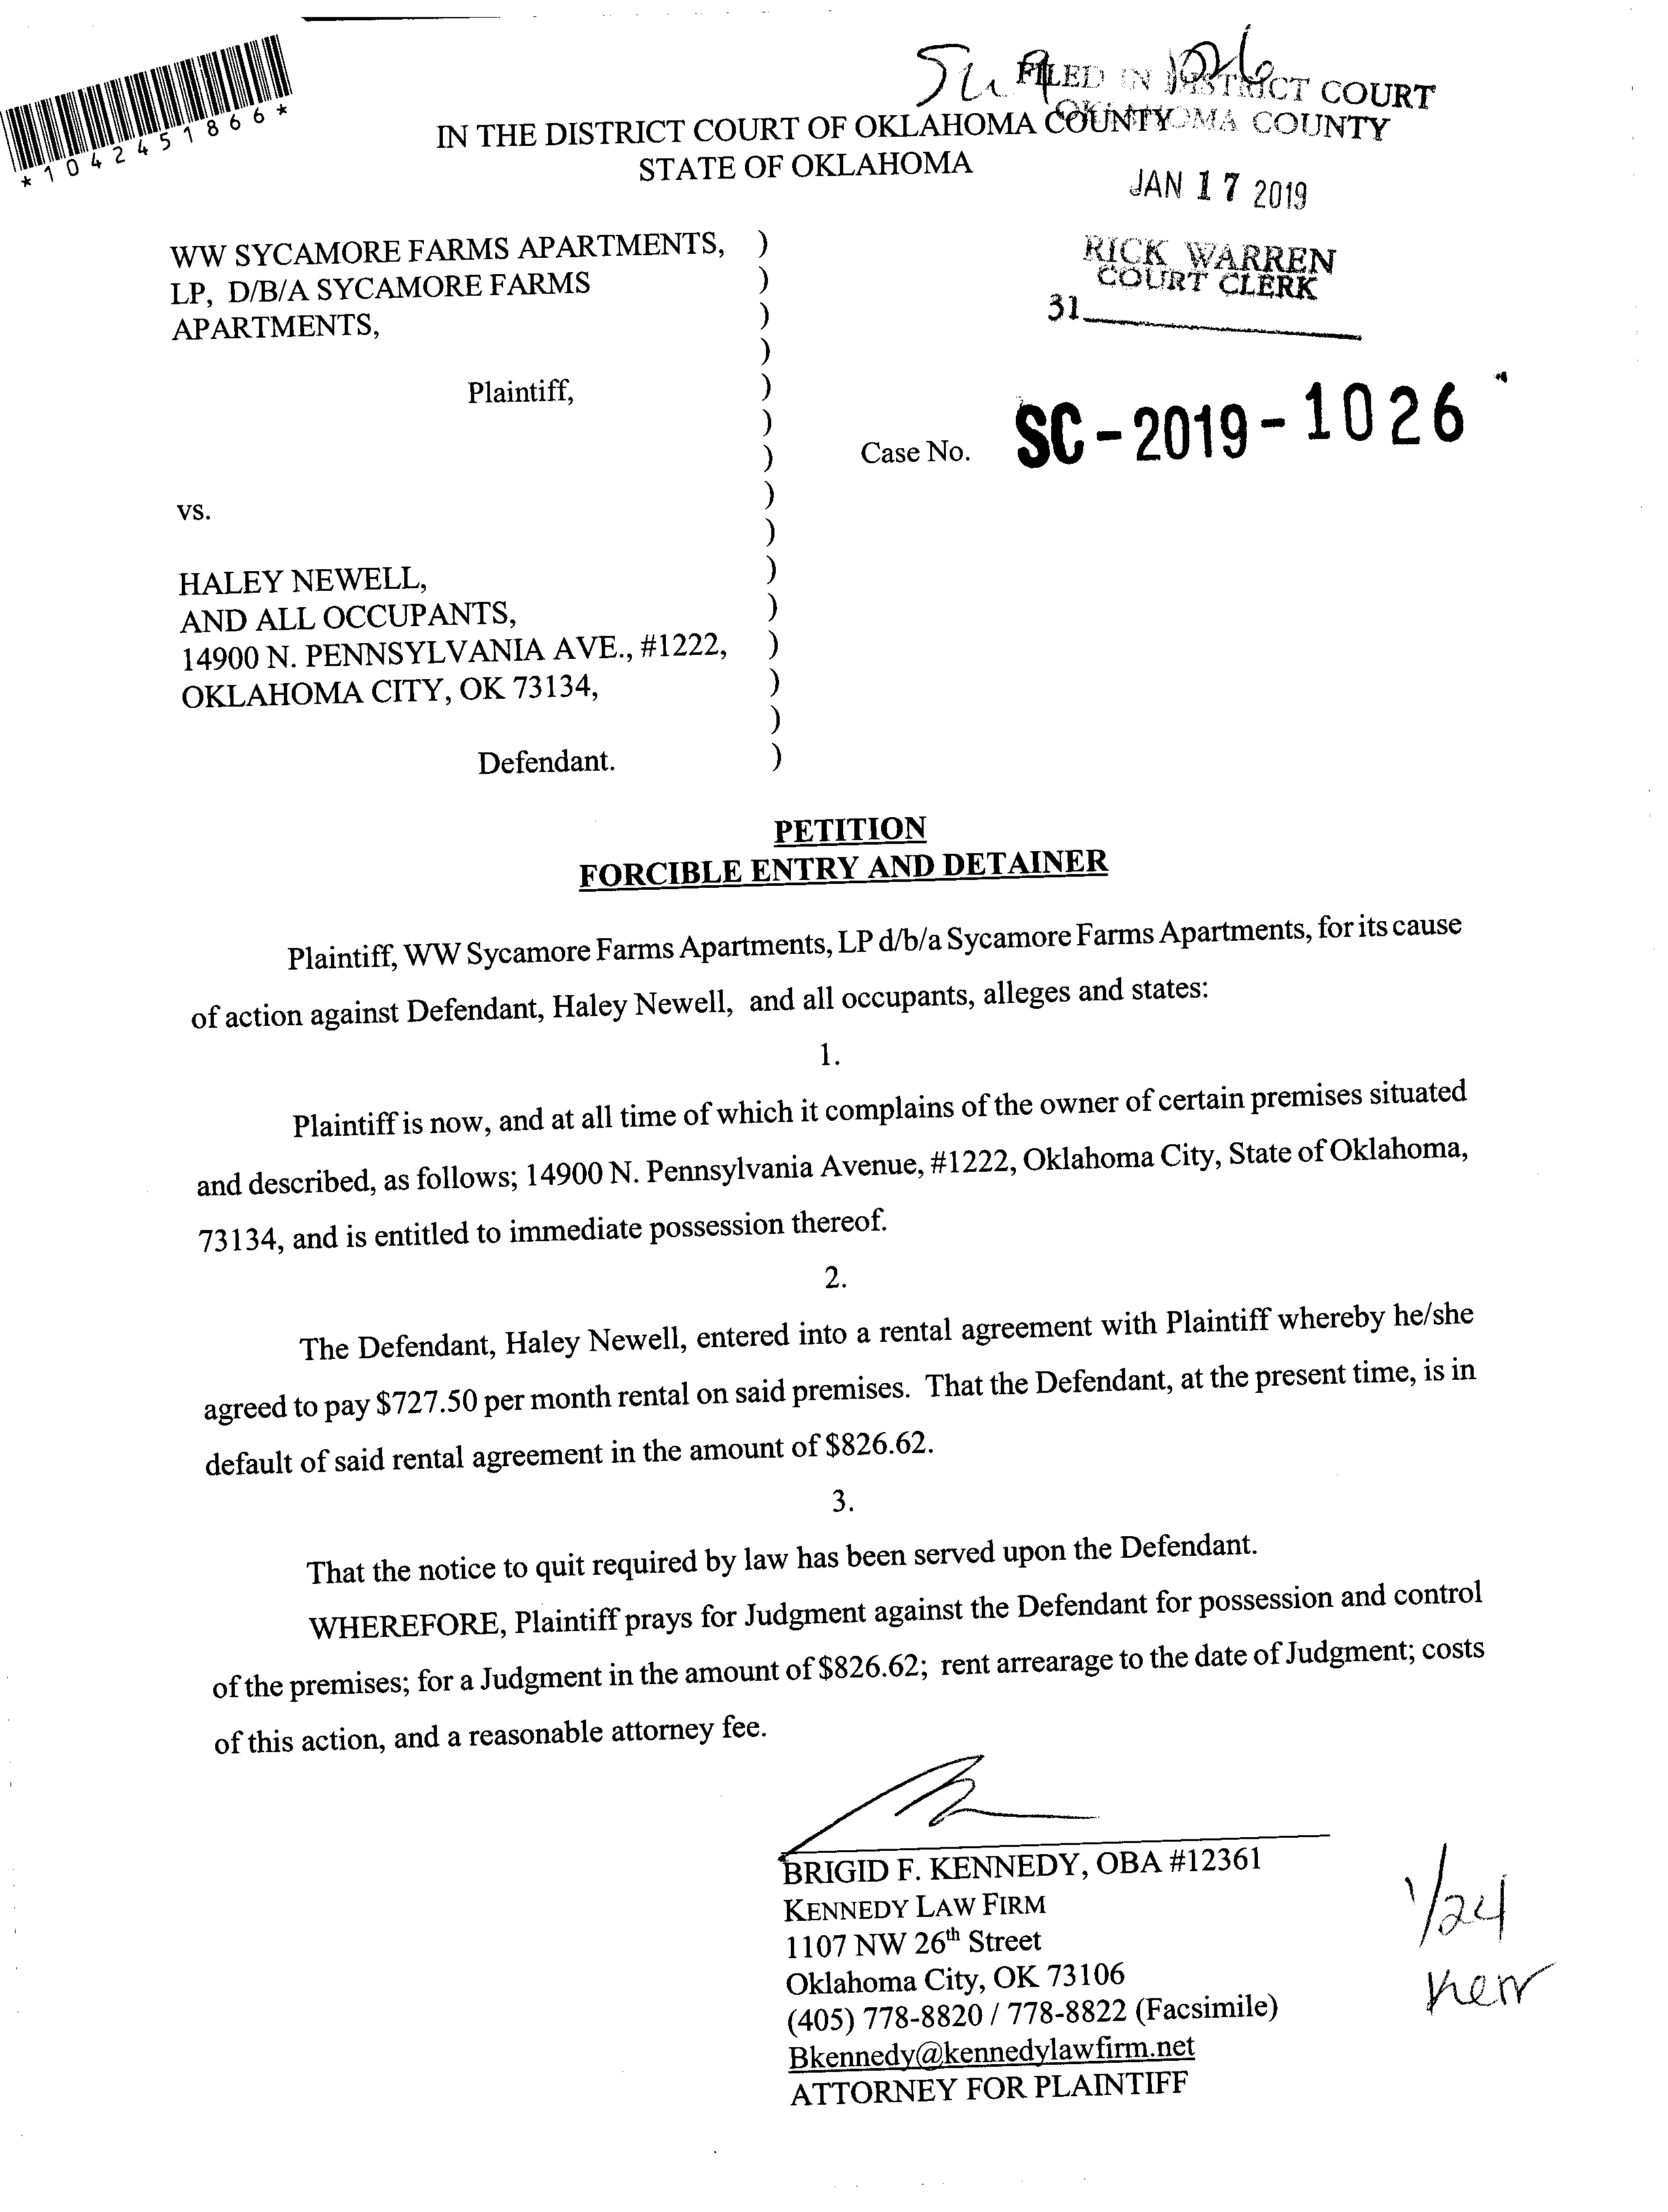 *1042451866*
FILED IN DISTRICT COURT
OKLAHOMA COUNTY
IN THE DISTRICT COURT OF OKLAHOMA COUNTY
STATE OF OKLAHOMA
JAN 17 2019
RICK WARREN
COURT CLERK
31
WW SYCAMORE FARMS APARTMENTS, )
LP, D/B/A SYCAMORE FARMS )
APARTMENTS, )
)
Plaintiff, )
)
) Case No. SC-2019-1026
vs. )
)
HALEY NEWELL, )
AND ALL OCCUPANTS, )
14900 N. PENNSYLVANIA AVE., #1222, )
OKLAHOMA CITY, OK 73134, )
)
Defendant. )
PETITION
FORCIBLE ENTRY AND DETAINER
Plaintiff, WW Sycamore Farms Apartments, LP d/b/a Sycamore Farms Apartments, for its cause
of action against Defendant, Haley Newell, and all occupants, alleges and states:
1.
Plaintiff is now, and at all time of which it complains of the owner of certain premises situated
and described, as follows; 14900 N. Pennsylvania Avenue, #1222, Oklahoma City, State of Oklahoma,
73134, and is entitled to immediate possession thereof.
2.
The Defendant, Haley Newell, entered into a rental agreement with Plaintiff whereby he/she
agreed to pay $727.50 per month rental on said premises. That the Defendant, at the present time, is in
default of said rental agreement in the amount of $826.62.
3.
That the notice to quit required by law has been served upon the Defendant.
WHEREFORE, Plaintiff prays for Judgment against the Defendant for possession and control
of the premises; for a Judgment in the amount of $826.62; rent arrearage to the date of Judgment; costs
of this action, and a reasonable attorney fee.
BRIGID F. KENNEDY, OBA #12361
KENNEDY LAW FIRM
1107 NW 26th Street
Oklahoma City, OK 73106
(405) 778-8820 / 778-8822 (Facsimile)
Bkennedy@kennedylawfirm.net
ATTORNEY FOR PLAINTIFF
1/24
Kerr